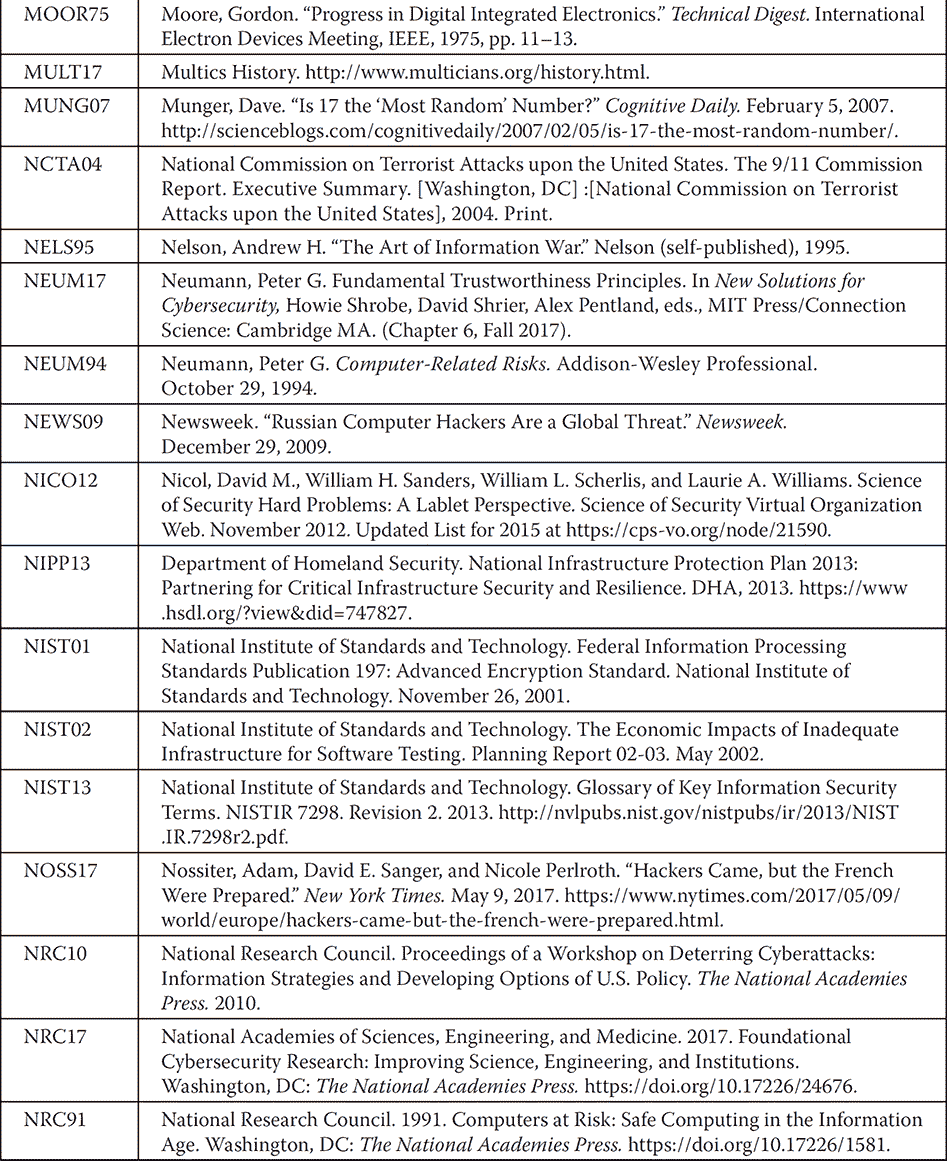 MOOR75 Moore, Gordon. “Progress in Digital Integrated Electronics.” Technical Digest. International
Electron Devices Meeting, IEEE, 1975, pp. 11–13.
MULT17 Multics History. http://www.multicians.org/history.html.
MUNG07 Munger, Dave. “Is 17 the ‘Most Random’ Number?” Cognitive Daily. February 5, 2007.
http://scienceblogs.com/cognitivedaily/2007/02/05/is-17-the-most-random-number/.
NCTA04 National Commission on Terrorist Attacks upon the United States. The 9/11 Commission
Report. Executive Summary. [Washington, DC] :[National Commission on Terrorist
Attacks upon the United States], 2004. Print.
NELS95 Nelson, Andrew H. “The Art of Information War.” Nelson (self-published), 1995.
NEUM17 Neumann, Peter G. Fundamental Trustworthiness Principles. In New Solutions for
Cybersecurity, Howie Shrobe, David Shrier, Alex Pentland, eds., MIT Press/Connection
Science: Cambridge MA. (Chapter 6, Fall 2017).
NEUM94 Neumann, Peter G. Computer-Related Risks. Addison-Wesley Professional.
October 29, 1994.
NEWS09 Newsweek. “Russian Computer Hackers Are a Global Threat.” Newsweek.
December 29, 2009.
NICO12 Nicol, David M., William H. Sanders, William L. Scherlis, and Laurie A. Williams. Science
of Security Hard Problems: A Lablet Perspective. Science of Security Virtual Organization
Web. November 2012. Updated List for 2015 at https://cps-vo.org/node/21590.
NIPP13 Department of Homeland Security. National Infrastructure Protection Plan 2013:
Partnering for Critical Infrastructure Security and Resilience. DHA, 2013. https://www
.hsdl.org/?view&did=747827.
NIST01 National Institute of Standards and Technology. Federal Information Processing
Standards Publication 197: Advanced Encryption Standard. National Institute of
Standards and Technology. November 26, 2001.
NIST02 National Institute of Standards and Technology. The Economic Impacts of Inadequate
Infrastructure for Software Testing. Planning Report 02-03. May 2002.
NIST13 National Institute of Standards and Technology. Glossary of Key Information Security
Terms. NISTIR 7298. Revision 2. 2013. http://nvlpubs.nist.gov/nistpubs/ir/2013/NIST
.IR.7298r2.pdf.
NOSS17 Nossiter, Adam, David E. Sanger, and Nicole Perlroth. “Hackers Came, but the French
Were Prepared.” New York Times. May 9, 2017. https://www.nytimes.com/2017/05/09/
world/europe/hackers-came-but-the-french-were-prepared.html.
NRC10 National Research Council. Proceedings of a Workshop on Deterring Cyberattacks:
Information Strategies and Developing Options of U.S. Policy. The National Academies
Press. 2010.
NRC17 National Academies of Sciences, Engineering, and Medicine. 2017. Foundational
Cybersecurity Research: Improving Science, Engineering, and Institutions.
Washington, DC: The National Academies Press. https://doi.org/10.17226/24676.
NRC91 National Research Council. 1991. Computers at Risk: Safe Computing in the Information
Age. Washington, DC: The National Academies Press. https://doi.org/10.17226/1581.